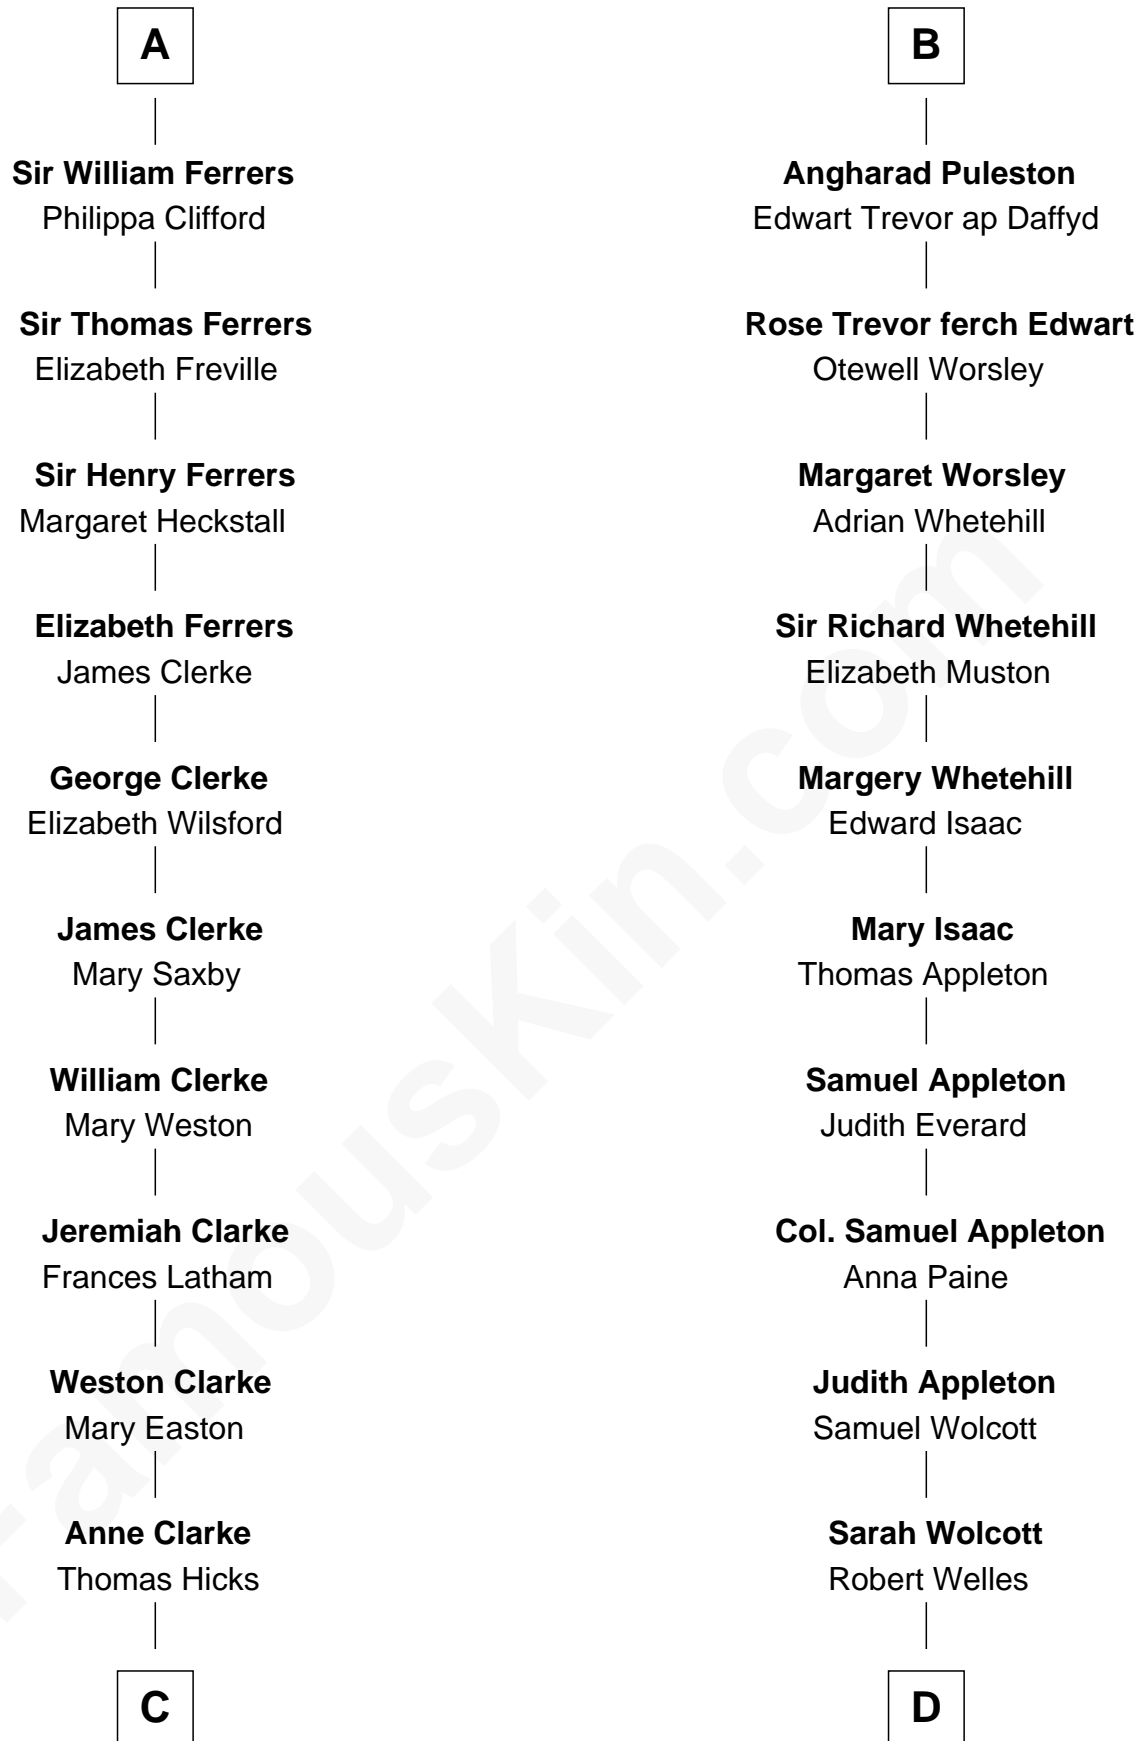 A
B
Sir William Ferrers
Philippa Clifford
Angharad Puleston
Edwart Trevor ap Daffyd
Sir Thomas Ferrers
Elizabeth Freville
Rose Trevor ferch Edwart
Otewell Worsley
Sir Henry Ferrers
Margaret Heckstall
Margaret Worsley
Adrian Whetehill
Elizabeth Ferrers
James Clerke
Sir Richard Whetehill
Elizabeth Muston
George Clerke
Elizabeth Wilsford
Margery Whetehill
Edward Isaac
James Clerke
Mary Saxby
Mary Isaac
Thomas Appleton
William Clerke
Mary Weston
Samuel Appleton
Judith Everard
Jeremiah Clarke
Frances Latham
Col. Samuel Appleton
Anna Paine
Weston Clarke
Mary Easton
Judith Appleton
Samuel Wolcott
Anne Clarke
Thomas Hicks
Sarah Wolcott
Robert Welles
C
D
FamousKin.com